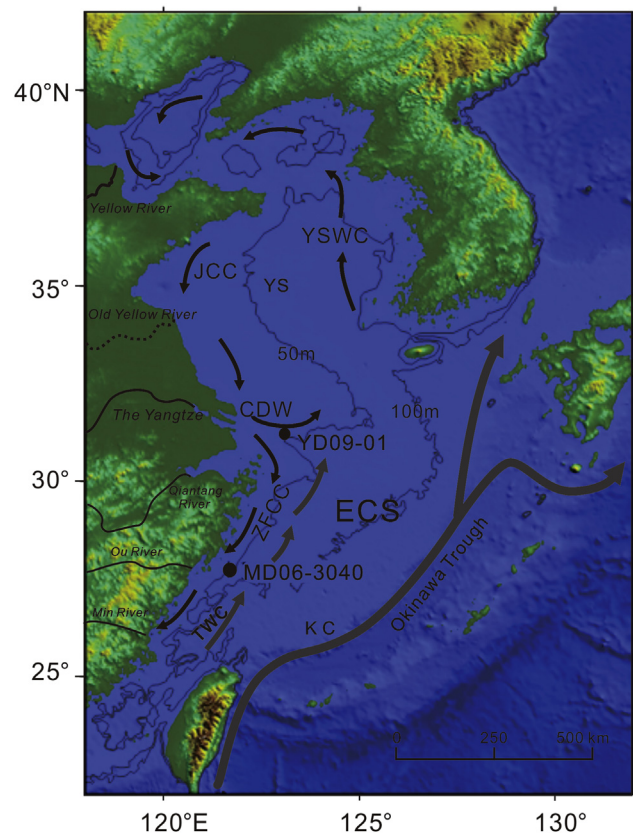 40°N
Yellow River
YSWC
JCC
35°
YS
Old Yellow River
50m
100m
CDW
The Yangtze
YD09-01
30°
Qiantang
River
ZFCC
ECS
Ou River
MD06-3040
Okinawa Trough
Min River
TWC
KC
25°
0 250 500 km
120°E 125° 130°